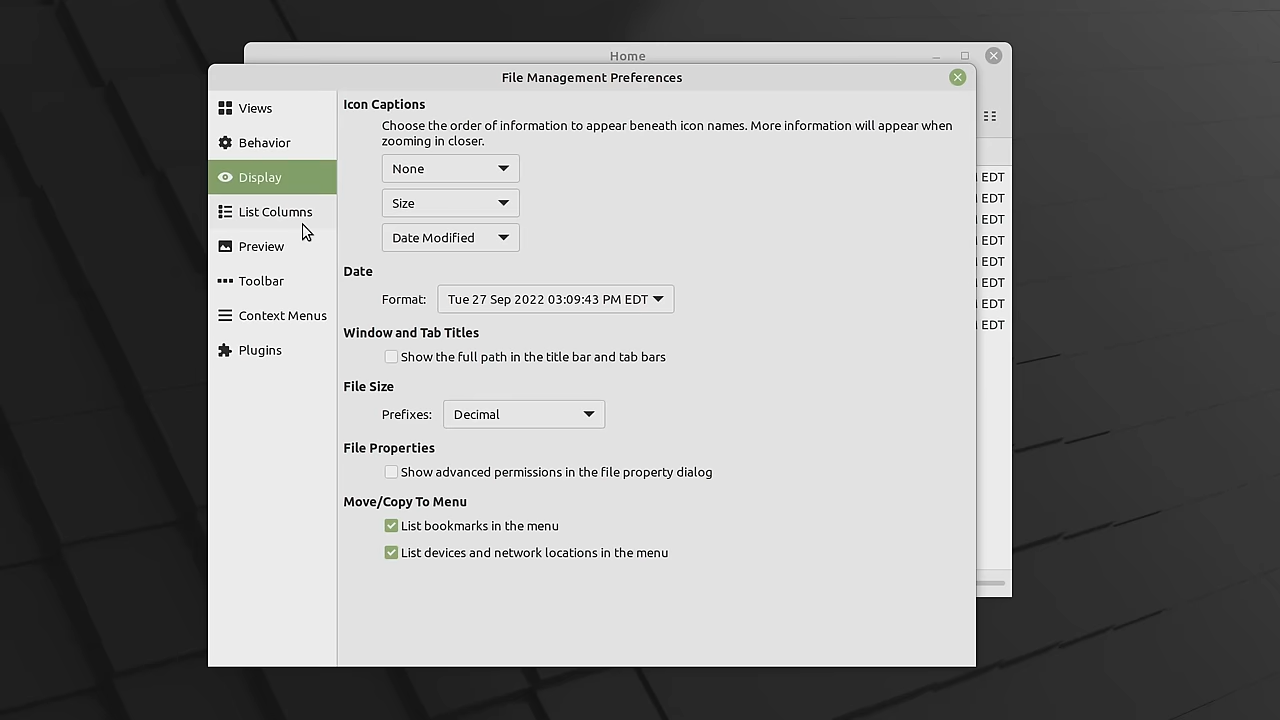 Home
File Management Preferences
Views
Behavior
Display
List Columns
Preview
Toolbar
Context Menus
Plugins
Icon Captions
Choose the order of information to appear beneath icon names. More information will appear when
zooming in closer.
None
Size
Date Modified
Date
Format: Tue 27 Sep 2022 03:09:43 PM EDT
Window and Tab Titles
Show the full path in the title bar and tab bars
File Size
Prefixes: Decimal
File Properties
Show advanced permissions in the file property dialog
Move/Copy To Menu
List bookmarks in the menu
List devices and network locations in the menu
EDT
EDT
EDT
EDT
EDT
EDT
EDT
EDT